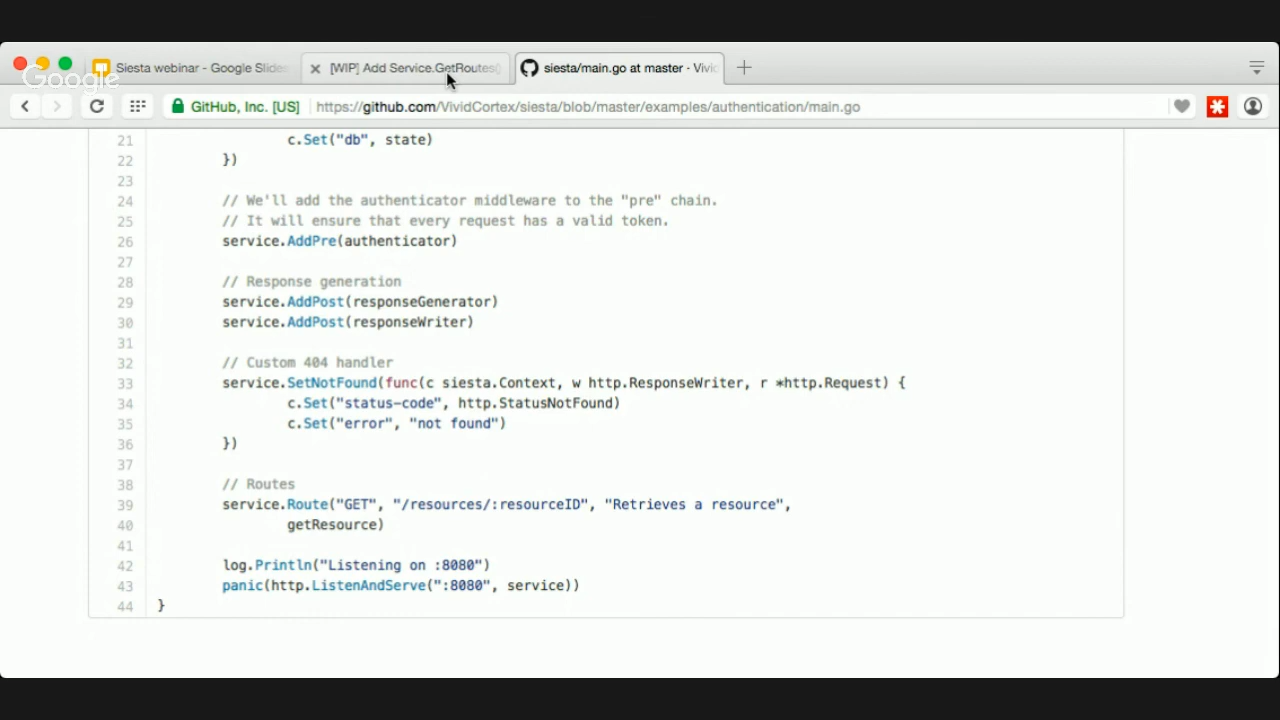 Siesta webinar - Google Slides
[WIP] Add Service.GetRoutes()
siesta/main.go at master · Vivid
Google
GitHub, Inc. [US]
https://github.com/VividCortex/siesta/blob/master/examples/authentication/main.go
21 c.Set("db", state)
22 })
23
24 // We'll add the authenticator middleware to the "pre" chain.
25 // It will ensure that every request has a valid token.
26 service.AddPre(authenticator)
27
28 // Response generation
29 service.AddPost(responseGenerator)
30 service.AddPost(responseWriter)
31
32 // Custom 404 handler
33 service.SetNotFound(func(c siesta.Context, w http.ResponseWriter, r *http.Request) {
34 c.Set("status-code", http.StatusNotFound)
35 c.Set("error", "not found")
36 })
37
38 // Routes
39 service.Route("GET", "/resources/:resourceID", "Retrieves a resource",
40 getResource)
41
42 log.Println("Listening on :8080")
43 panic(http.ListenAndServe(":8080", service))
44 }